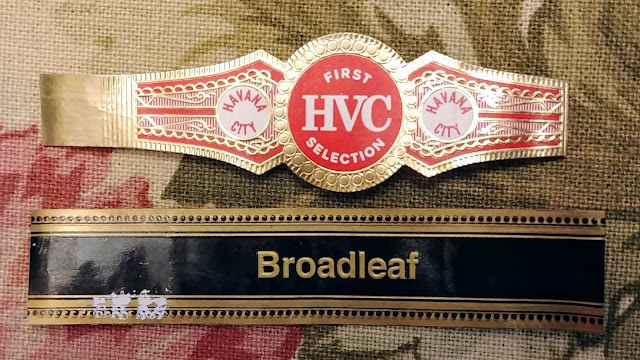 FIRST
HAVANA
CITY
HVC
HAVANA
CITY
SELECTION
Broadleaf